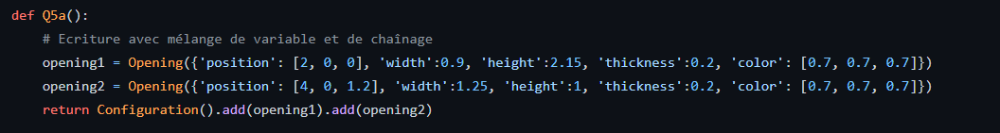 def Q5a():
    # Ecriture avec mélange de variable et de chaînage
    opening1 = Opening({'position': [2, 0, 0], 'width':0.9, 'height':2.15, 'thickness':0.2, 'color': [0.7, 0.7, 0.7]})
    opening2 = Opening({'position': [4, 0, 1.2], 'width':1.25, 'height':1, 'thickness':0.2, 'color': [0.7, 0.7, 0.7]})
    return Configuration().add(opening1).add(opening2)